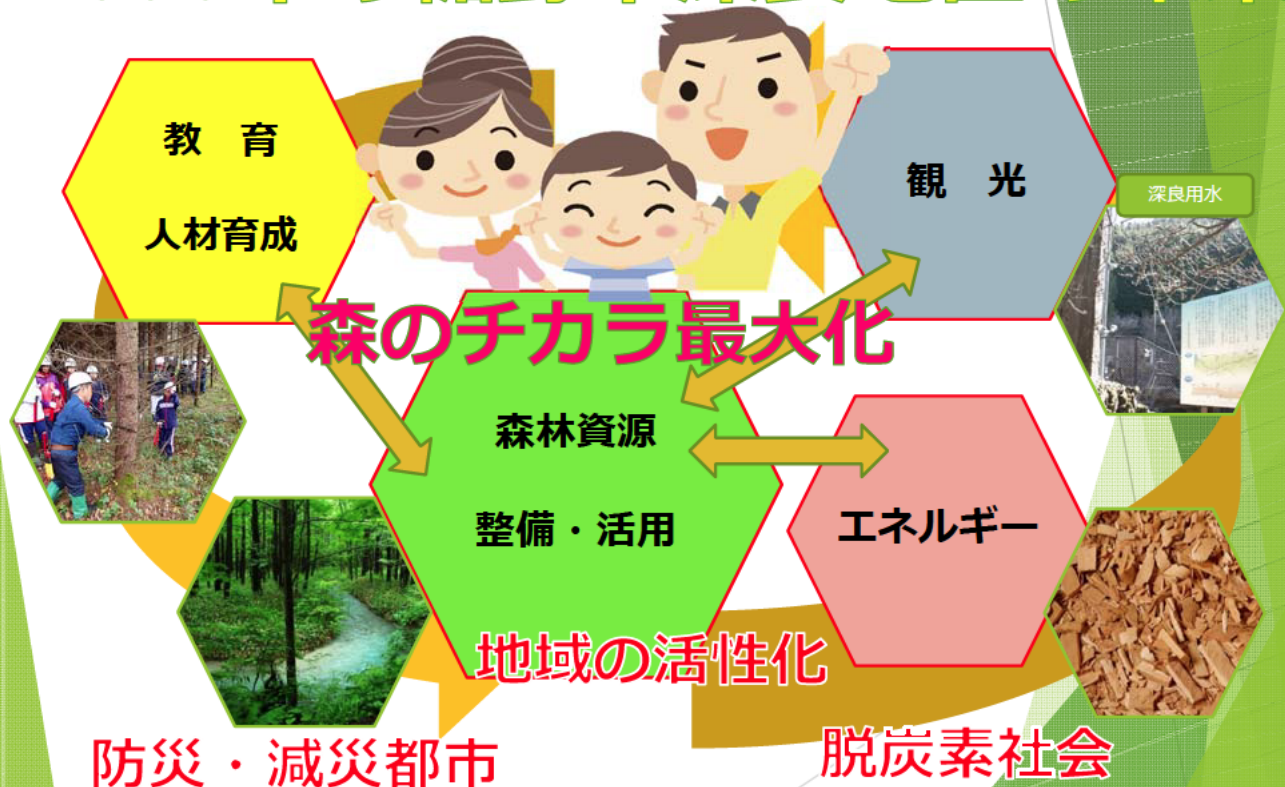 教　育
人材育成
観　光
深良用水
森のチカラ最大化
森林資源
整備・活用
エネルギー
地域の活性化
防災・減災都市
脱炭素社会